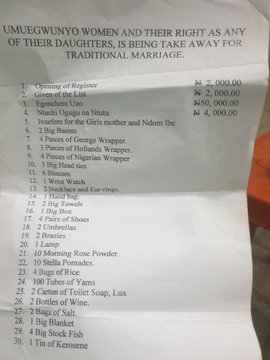 UMUEGWUNYO WOMEN AND THEIR RIGHT AS ANY
OF THEIR DAUGHTERS, IS BEING TAKE AWAY FOR
TRADITIONAL MARRIAGE.
1. Opening of Register ₦ 2, 000.00
2. Given of the List ₦ 2, 000.00
3. Egonchere Uzo ₦50, 000.00
4. Ntuchi Ogugu na Ntutu ₦ 4, 000.00
5. Ivuefere for the Girls mother and Ndom Ibe
6. 2 Big Basins
7. 4 Pieces of George Wrapper
8. 3 Pieces of Hollands Wrapper.
9. 4 Pieces of Nigerian Wrapper
10. 3 Big Head ties
11. 6 Blouses
12. 1 Wrist Watch
13. 2 Necklace and Ear-rings.
14. 1 Hand bag.
15. 2 Big Towels
16. 1 Big Box
17. 4 Pairs of Shoes
18. 2 Umbrellas
19. 2 Brazies
20. 1 Lamp
21. 10 Morning Rose Powder.
22. 10 Stella Pomades.
23. 4 Bags of Rice
24. 100 Tubes of Yams
25. 2 Carton of Toilet Soap, Lux
26. 2 Bottles of Wine.
27. 2 Bags of Salt.
28. 1 Big Blanket
29. 4 Big Stock Fish
30. 1 Tin of Kerosene